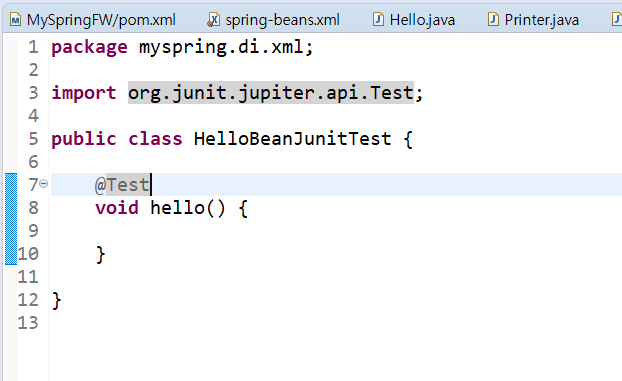 MySpringFW/pom.xml spring-beans.xml Hello.java Printer.java
1 package myspring.di.xml;
2
3 import org.junit.jupiter.api.Test;
4
5 public class HelloBeanJunitTest {
6
7 @Test
8 void hello() {
9
10 }
11
12 }
13